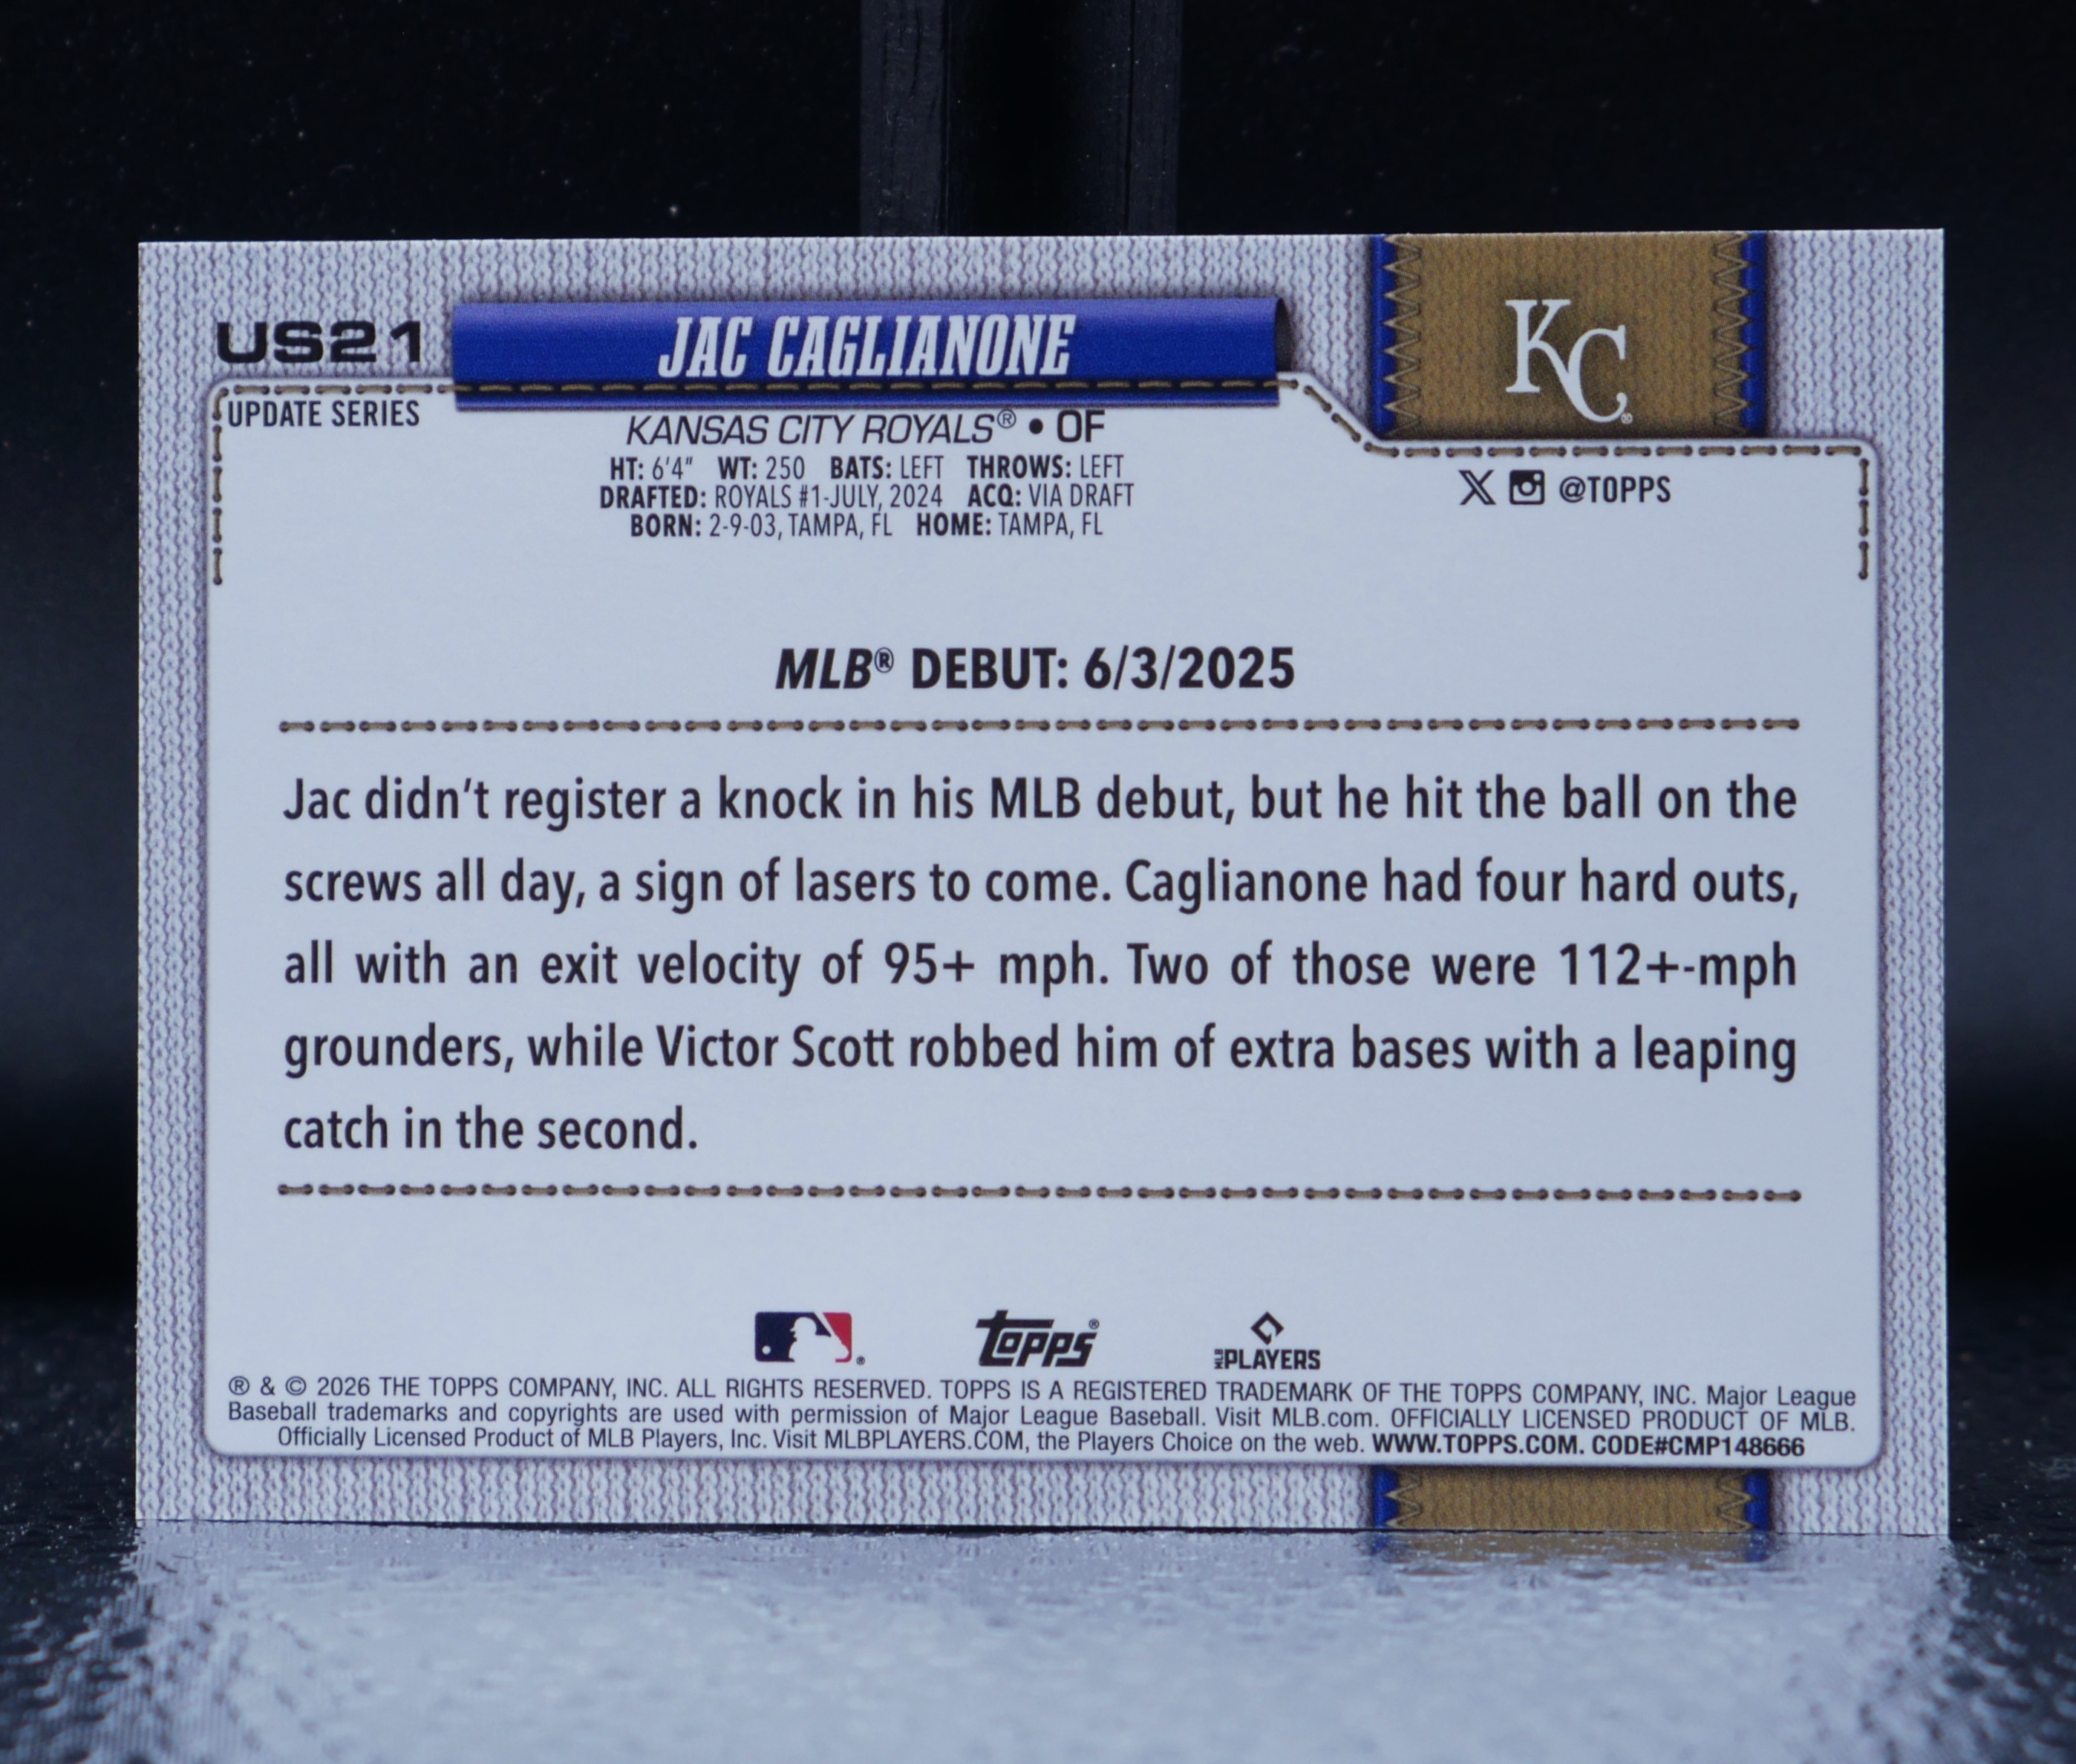 US21
JAC CAGLIANONE
KC®
UPDATE SERIES
KANSAS CITY ROYALS® • OF
HT: 6'4" WT: 250 BATS: LEFT THROWS: LEFT
DRAFTED: ROYALS #1-JULY, 2024 ACQ: VIA DRAFT
BORN: 2-9-03, TAMPA, FL HOME: TAMPA, FL
X @TOPPS
MLB® DEBUT: 6/3/2025
Jac didn't register a knock in his MLB debut, but he hit the ball on the
screws all day, a sign of lasers to come. Caglianone had four hard outs,
all with an exit velocity of 95+ mph. Two of those were 112+-mph
grounders, while Victor Scott robbed him of extra bases with a leaping
catch in the second.
topps®
MLB PLAYERS
® & © 2026 THE TOPPS COMPANY, INC. ALL RIGHTS RESERVED. TOPPS IS A REGISTERED TRADEMARK OF THE TOPPS COMPANY, INC. Major League
Baseball trademarks and copyrights are used with permission of Major League Baseball. Visit MLB.com. OFFICIALLY LICENSED PRODUCT OF MLB.
Officially Licensed Product of MLB Players, Inc. Visit MLBPLAYERS.COM, the Players Choice on the web. WWW.TOPPS.COM. CODE#CMP148666